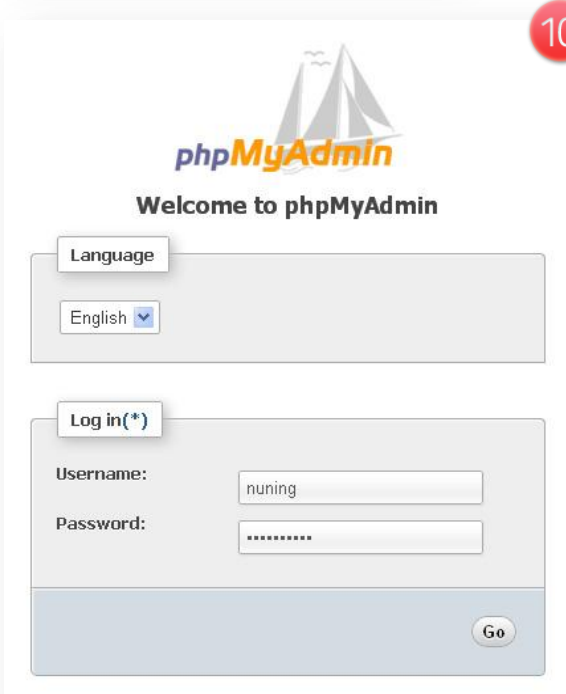 10
phpMyAdmin
Welcome to phpMyAdmin
Language
English
Log in(*)
Username:
nuning
Password:
••••••••••
Go